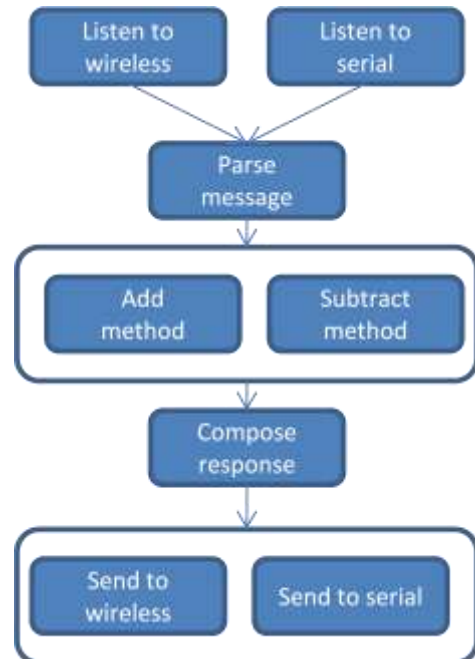 Listen to
wireless
Listen to
serial
Parse
message
Add
method
Subtract
method
Compose
response
Send to
wireless
Send to serial